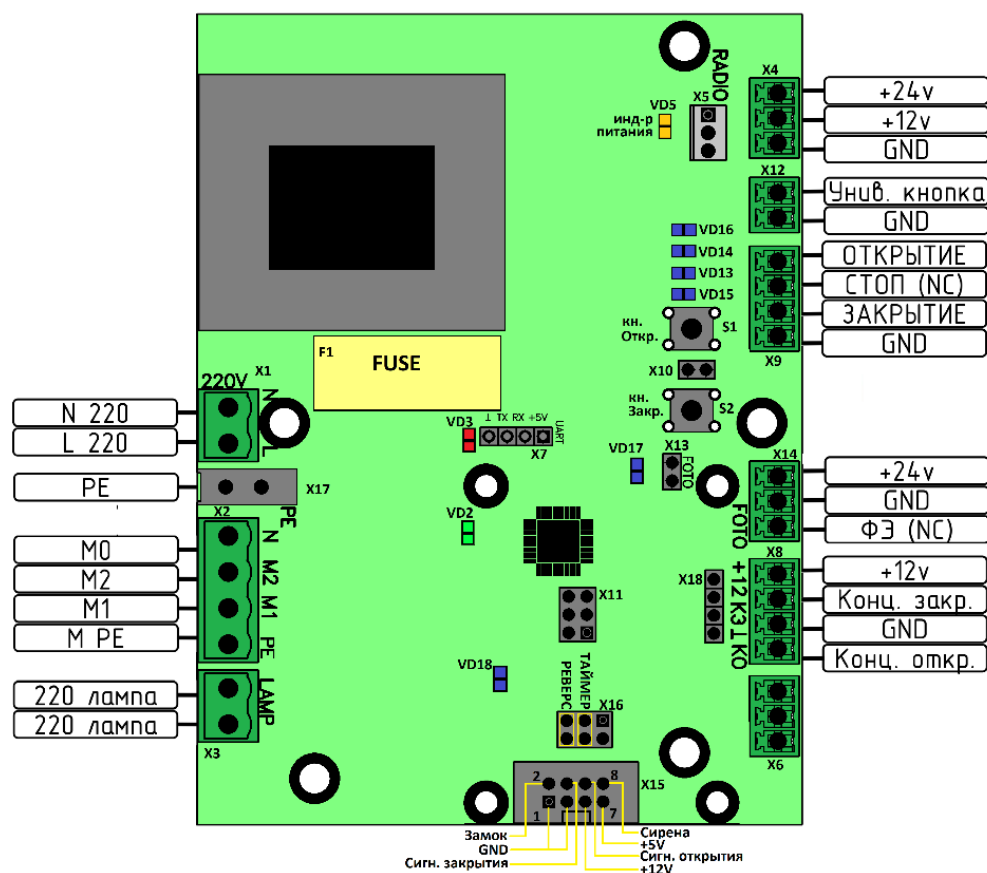 RADIO
X4
+24v
+12v
GND
X5
VD5
инд-р
питания
X12
Унив. кнопка
GND
VD16
VD14
VD13
VD15
ОТКРЫТИЕ
СТОП (NC)
ЗАКРЫТИЕ
GND
X9
кн.
Откр.
S1
X10
кн.
Закр.
S2
F1
FUSE
220V
X1
N
L
N 220
L 220
PE
X17
PE
X2
VD3
⊥ TX RX +5V
UART
X7
VD17
X13
FOTO
X14
+24v
GND
ФЭ (NC)
FOTO
VD2
M0
M2
M1
M PE
N
M2
M1
PE
X8
+12v
Конц. закр.
GND
Конц. откр.
X18
+12 КЗ ⊥ КО
X11
VD18
РЕВЕРС
ТАЙМЕР
X16
220 лампа
220 лампа
LAMP
X3
X6
2
8
X15
1
7
Замок
GND
Сигн. закрытия
Сирена
+5V
Сигн. открытия
+12V